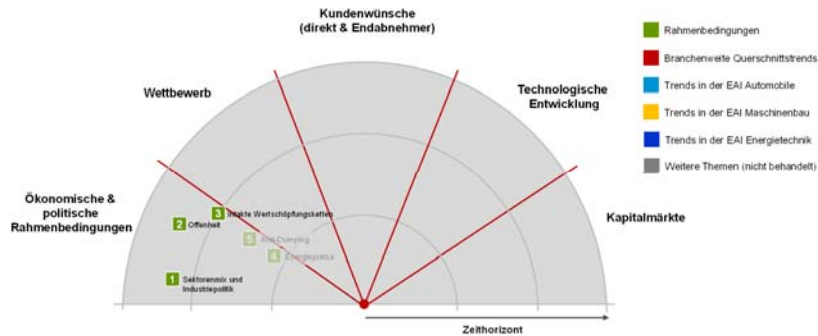 Kundenwünsche
(direkt & Endabnehmer)
Wettbewerb
Technologische
Entwicklung
Ökonomische &
politische
Rahmenbedingungen
Kapitalmärkte
3 Intakte Wertschöpfungsketten
2 Offenheit
5 Anti-Dumping
4 Energiepreise
1 Sektorenmix und
Industriepolitik
Zeithorizont
Rahmenbedingungen
Branchenweite Querschnittstrends
Trends in der EAI Automobile
Trends in der EAI Maschinenbau
Trends in der EAI Energietechnik
Weitere Themen (nicht behandelt)